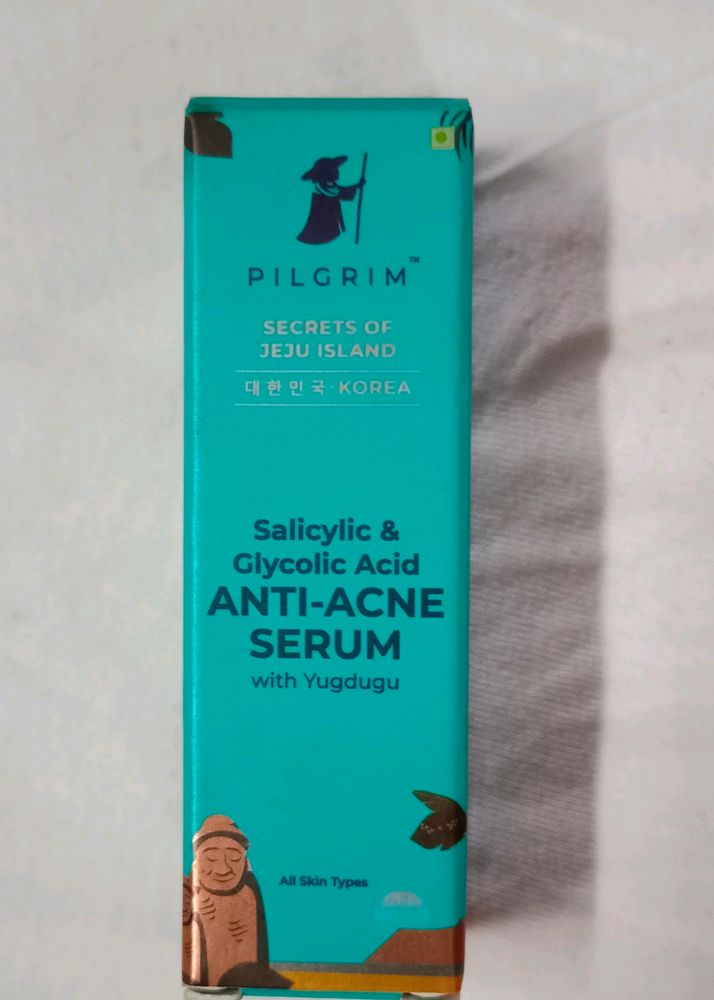 PILGRIM™
SECRETS OF
JEJU ISLAND
대한민국·KOREA
Salicylic &
Glycolic Acid
ANTI-ACNE
SERUM
with Yugdugu
All Skin Types